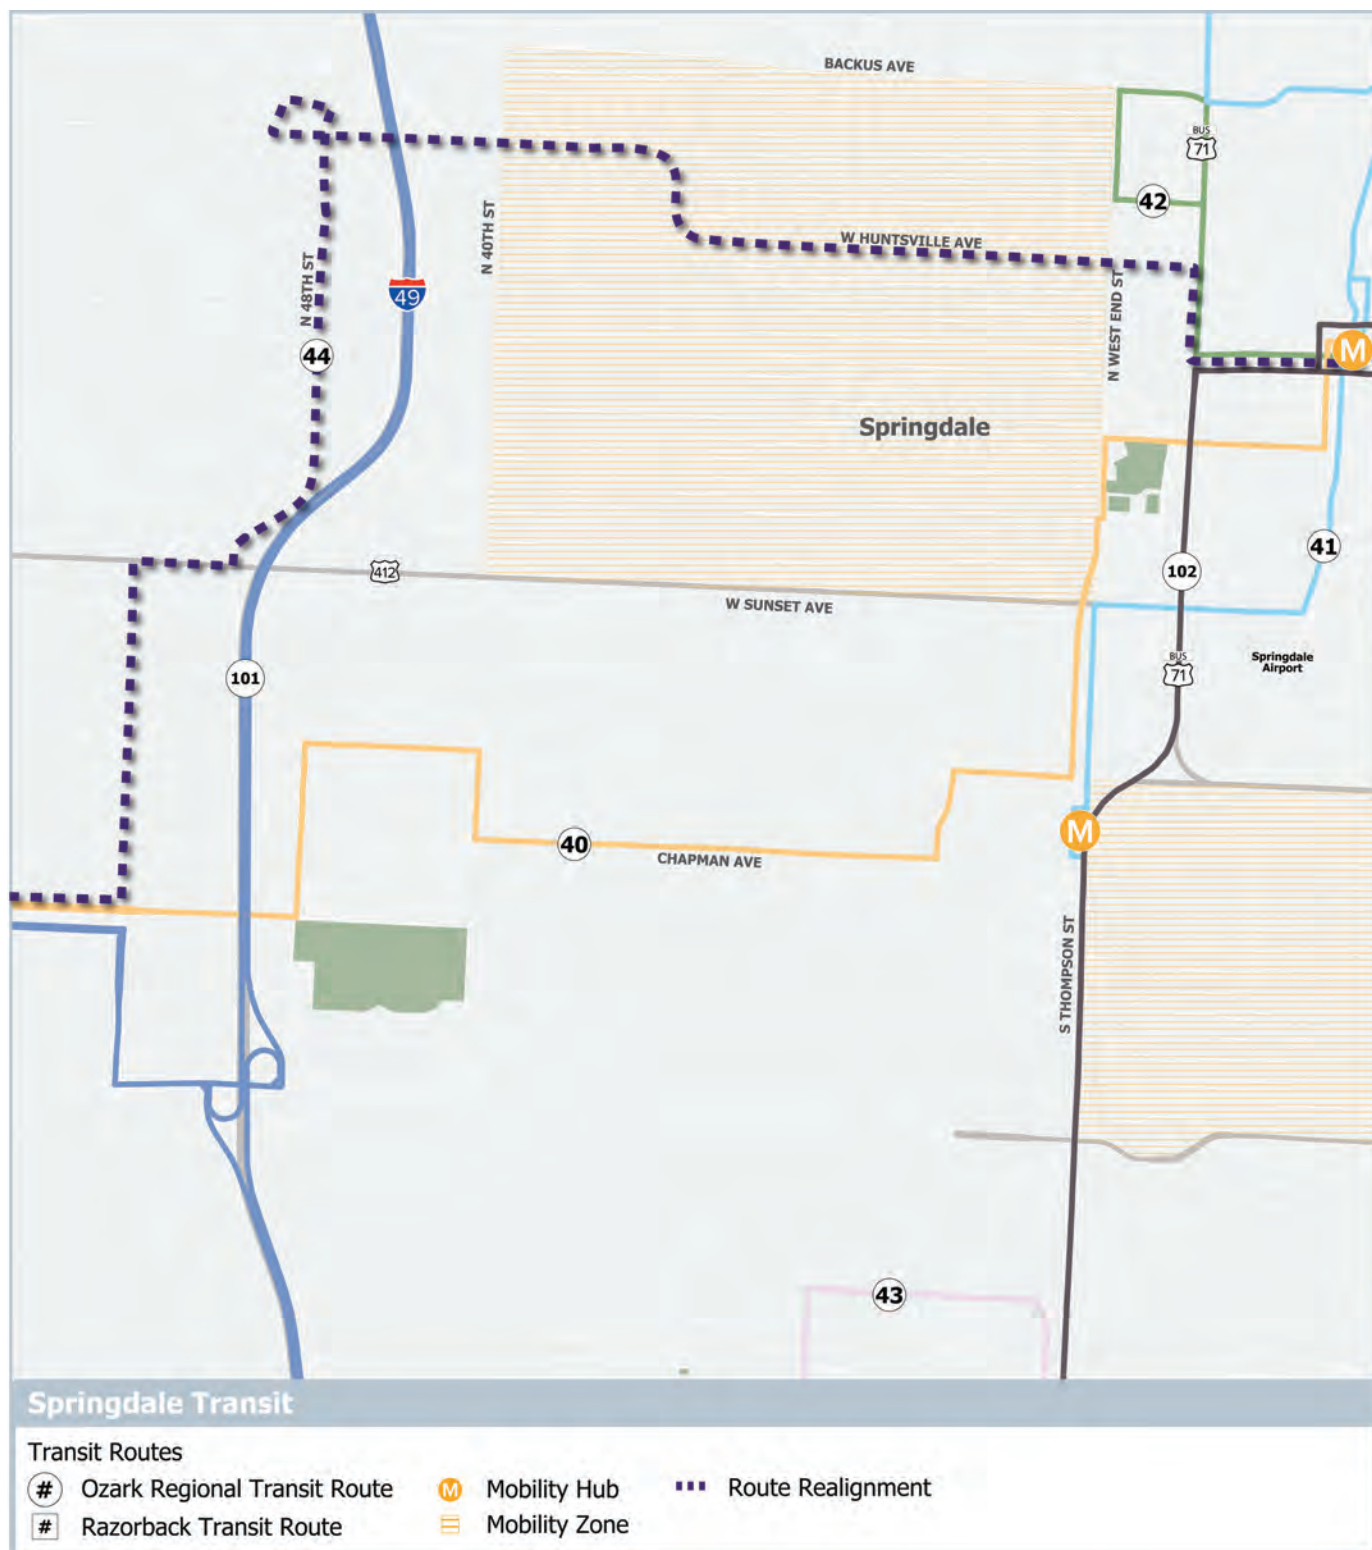 BACKUS AVE
BUS
71
42
N 40TH ST
W HUNTSVILLE AVE
N 48TH ST
49
N WEST END ST
44
M
Springdale
41
412
102
W SUNSET AVE
BUS
71
Springdale
Airport
101
M
40
CHAPMAN AVE
S THOMPSON ST
43
Springdale Transit
Transit Routes
# Ozark Regional Transit Route
M Mobility Hub
Route Realignment
# Razorback Transit Route
Mobility Zone